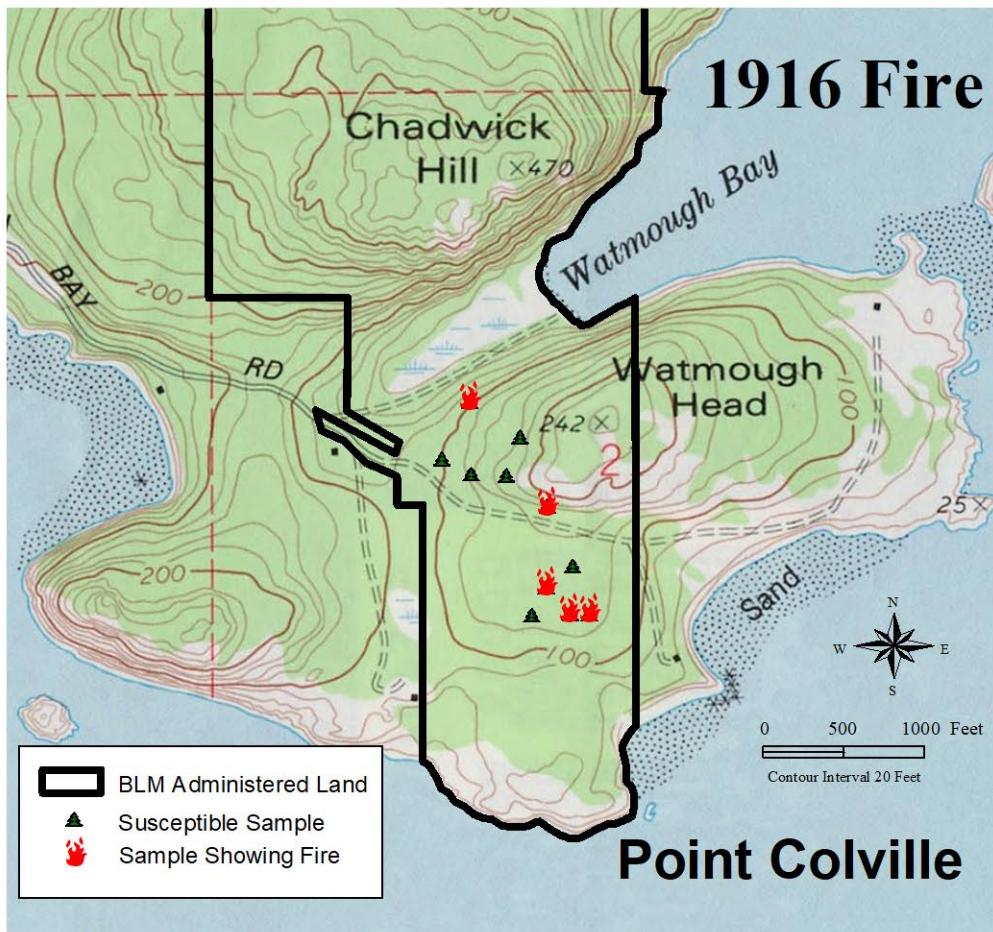 1916 Fire
Chadwick
Hill
×470
Watmough Bay
BAY
200
RD
Watmough
Head
100
242 ×
2
25×
200
Sand
100
N
W
E
S
0 500 1000 Feet
Contour Interval 20 Feet
BLM Administered Land
Susceptible Sample
Sample Showing Fire
Point Colville